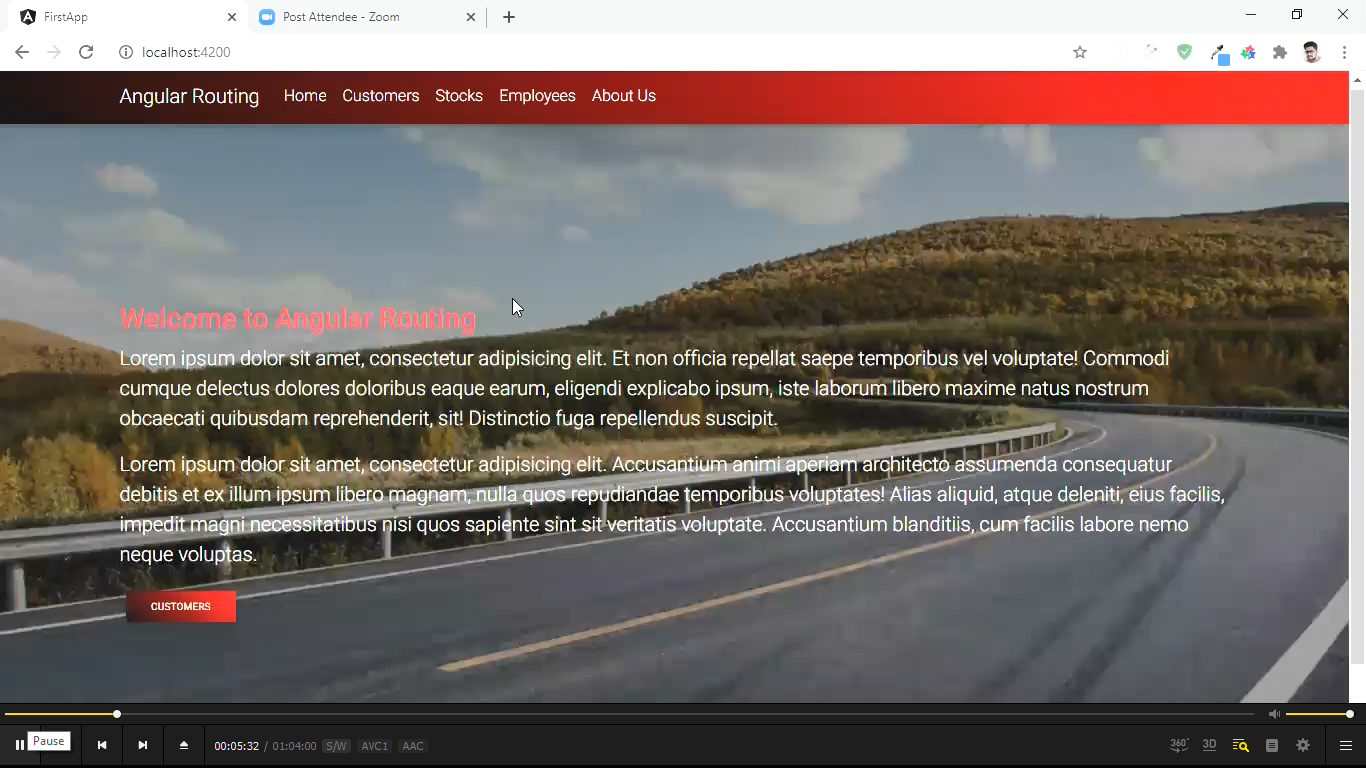 FirstApp
Post Attendee - Zoom
localhost:4200
Angular Routing Home Customers Stocks Employees About Us
Welcome to Angular Routing
Lorem ipsum dolor sit amet, consectetur adipisicing elit. Et non officia repellat saepe temporibus vel voluptate! Commodi
cumque delectus dolores doloribus eaque earum, eligendi explicabo ipsum, iste laborum libero maxime natus nostrum
obcaecati quibusdam reprehenderit, sit! Distinctio fuga repellendus suscipit.
Lorem ipsum dolor sit amet, consectetur adipisicing elit. Accusantium animi aperiam architecto assumenda consequatur
debitis et ex illum ipsum libero magnam, nulla quos repudiandae temporibus voluptates! Alias aliquid, atque deleniti, eius facilis,
impedit magni necessitatibus nisi quos sapiente sint sit veritatis voluptate. Accusantium blanditiis, cum facilis labore nemo
neque voluptas.
CUSTOMERS
Pause
00:05:32 / 01:04:00 S/W AVC1 AAC
360° 3D